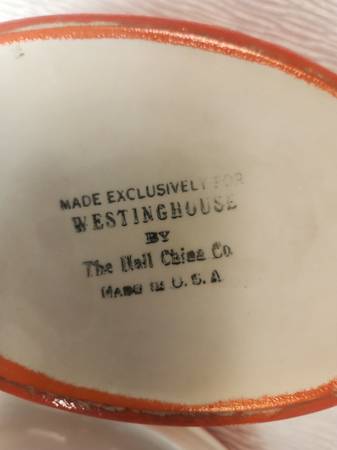 MADE EXCLUSIVELY FOR
WESTINGHOUSE
BY
The Hall China Co
MADE IN U.S.A